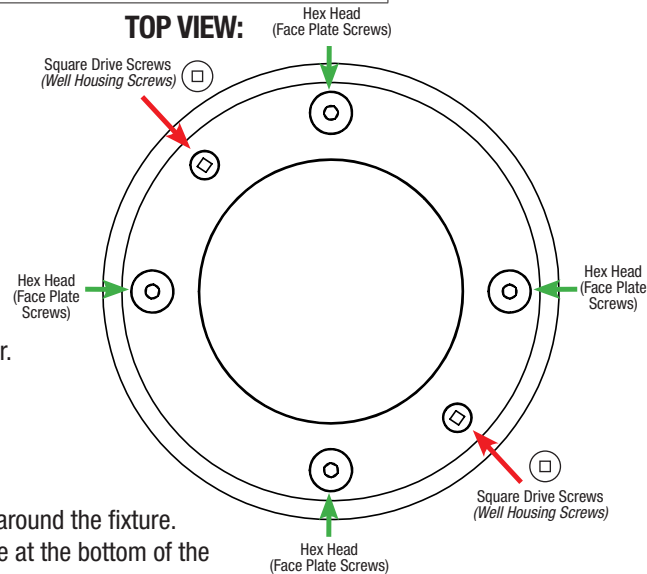 TOP VIEW:
Hex Head
(Face Plate Screws)
Square Drive Screws
(Well Housing Screws)
Hex Head
(Face Plate
Screws)
Hex Head
(Face Plate
Screws)
r.
Square Drive Screws
(Well Housing Screws)
around the fixture.
e at the bottom of the
Hex Head
(Face Plate Screws)